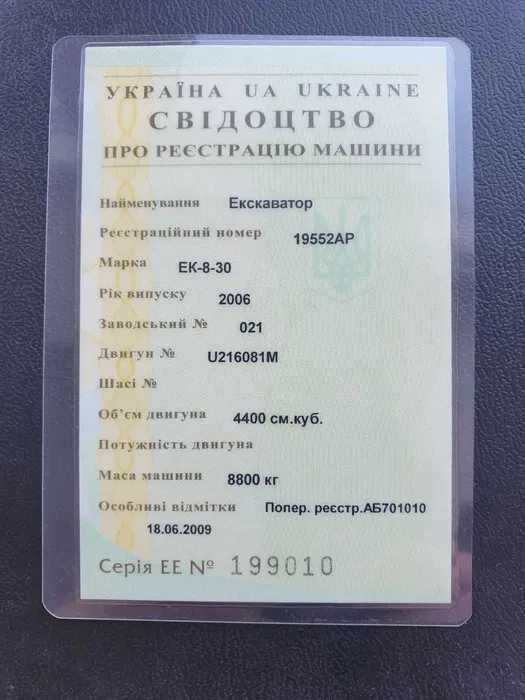 УКРАЇНА UA UKRAINE
СВІДОЦТВО
ПРО РЕЄСТРАЦІЮ МАШИНИ
Найменування Екскаватор
Реєстраційний номер 19552АР
Марка ЕК-8-30
Рік випуску 2006
Заводський № 021
Двигун № U216081M
Шасі №
Об'єм двигуна 4400 см.куб.
Потужність двигуна
Маса машини 8800 кг
Особливі відмітки Попер. реєстр.АБ701010
18.06.2009
Серія ЕЕ № 199010